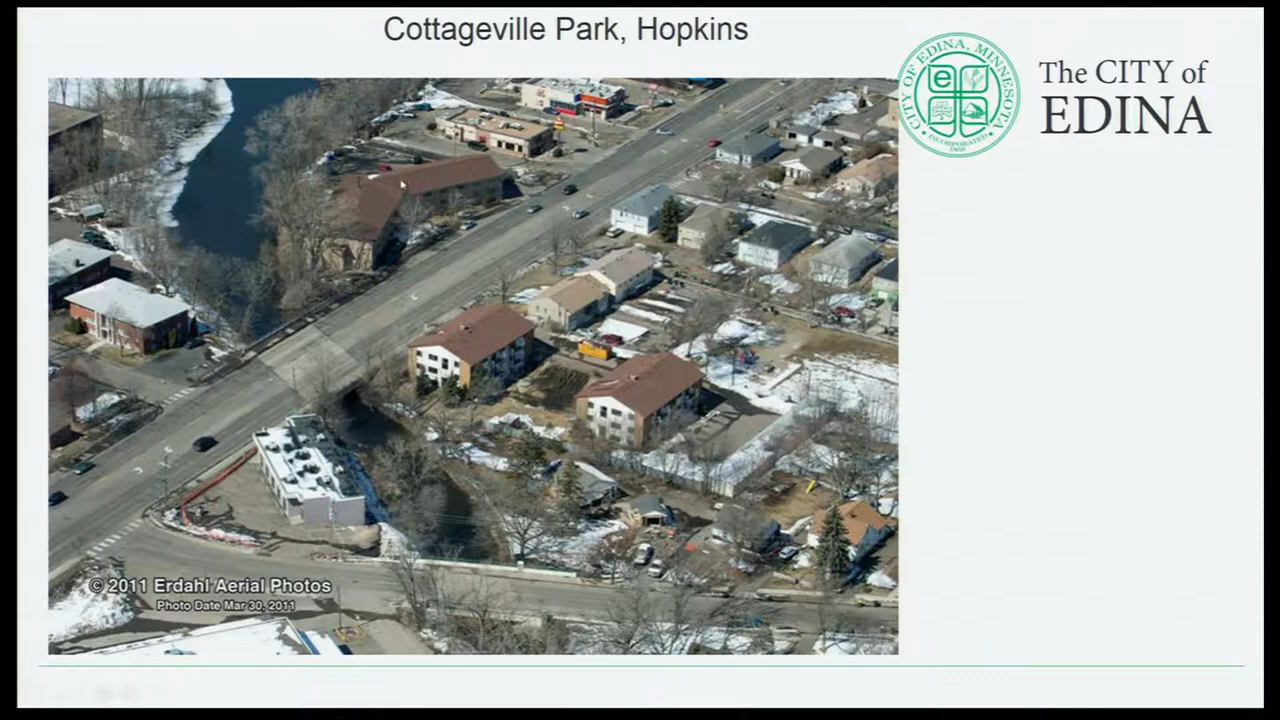 Cottageville Park, Hopkins
CITY OF EDINA, MINNESOTA
e
INCORPORATED
1888
The CITY of
EDINA
© 2011 Erdahl Aerial Photos
Photo Date Mar 30, 2011